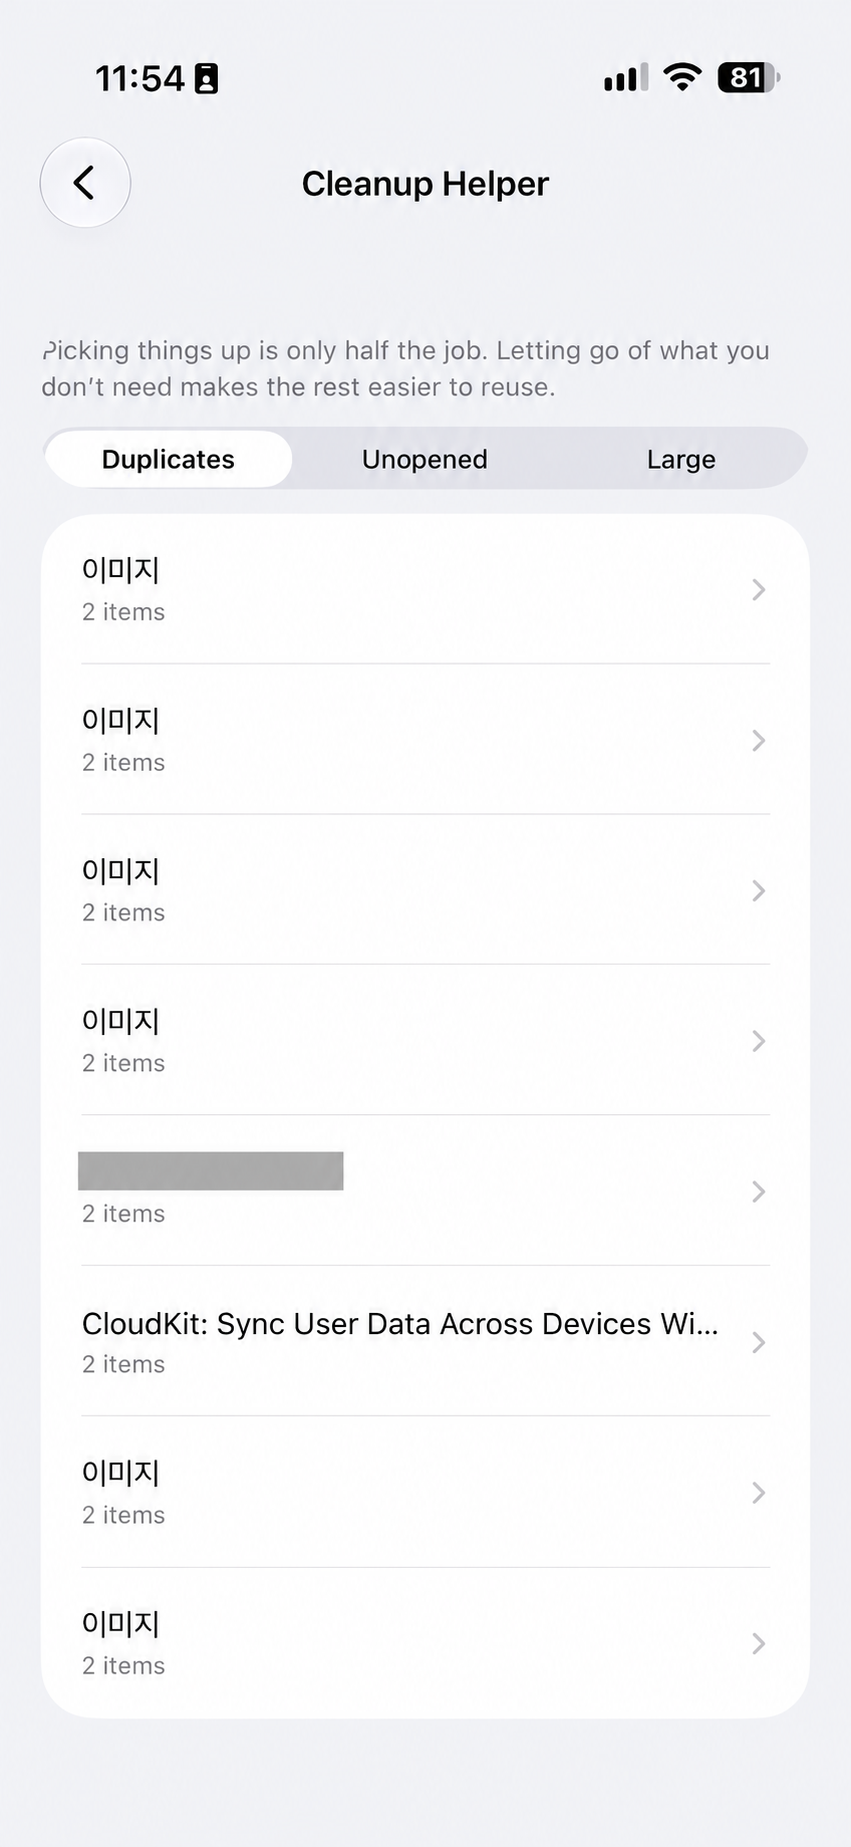 11:54
81
Cleanup Helper
Picking things up is only half the job. Letting go of what you
don't need makes the rest easier to reuse.
Duplicates
Unopened
Large
이미지
2 items
이미지
2 items
이미지
2 items
이미지
2 items
2 items
CloudKit: Sync User Data Across Devices Wi...
2 items
이미지
2 items
이미지
2 items